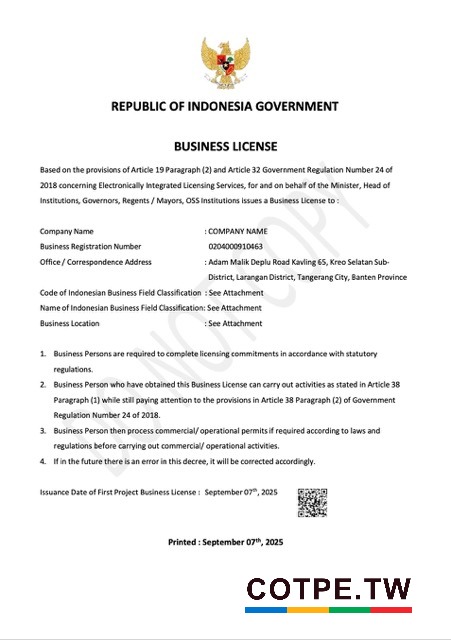 REPUBLIC OF INDONESIA GOVERNMENT
BUSINESS LICENSE
Based on the provisions of Article 19 Paragraph (2) and Article 32 Government Regulation Number 24 of
2018 concerning Electronically Integrated Licensing Services, for and on behalf of the Minister, Head of
Institutions, Governors, Regents / Mayors, OSS Institutions issues a Business License to :
Company Name : COMPANY NAME
Business Registration Number 0204000910463
Office / Correspondence Address : Adam Malik Deplu Road Kavling 65, Kreo Selatan Sub-
District, Larangan District, Tangerang City, Banten Province
Code of Indonesian Business Field Classification : See Attachment
Name of Indonesian Business Field Classification: See Attachment
Business Location : See Attachment
1. Business Persons are required to complete licensing commitments in accordance with statutory
regulations.
2. Business Person who have obtained this Business License can carry out activities as stated in Article 38
Paragraph (1) while still paying attention to the provisions in Article 38 Paragraph (2) of Government
Regulation Number 24 of 2018.
3. Business Person then process commercial/ operational permits if required according to laws and
regulations before carrying out commercial/ operational activities.
4. If in the future there is an error in this decree, it will be corrected accordingly.
Issuance Date of First Project Business License : September 07th, 2025
Printed : September 07th, 2025
DO NOT COPY
COTPE.TW